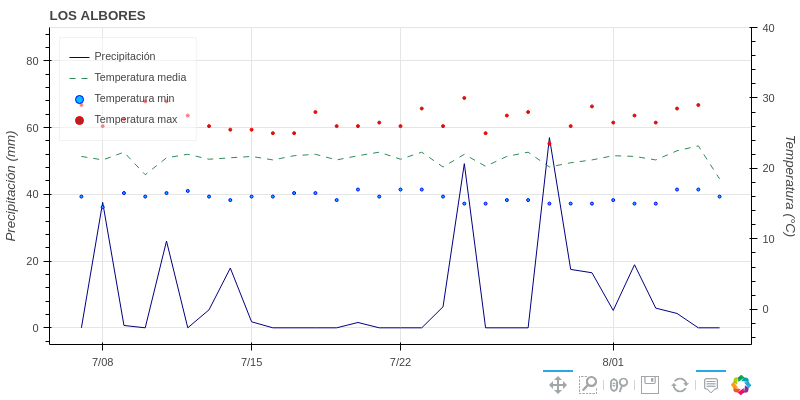 LOS ALBORES
Precipitación
Temperatura media
Temperatura min
Temperatura max
Precipitación (mm)
80
60
40
20
0
Temperatura (°C)
40
30
20
10
0
7/08 7/15 7/22 8/01